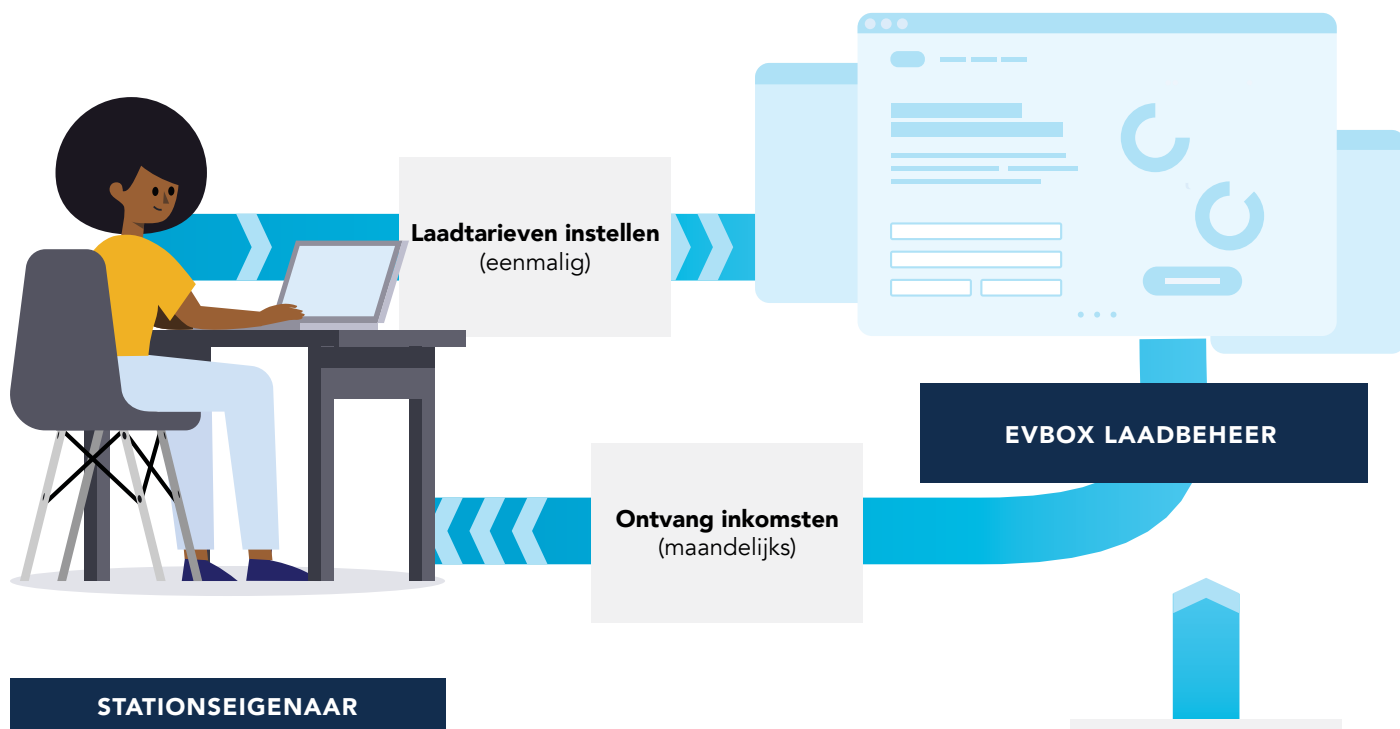 Laadtarieven instellen
(eenmalig)
EVBOX LAADBEHEER
Ontvang inkomsten
(maandelijks)
STATIONSEIGENAAR